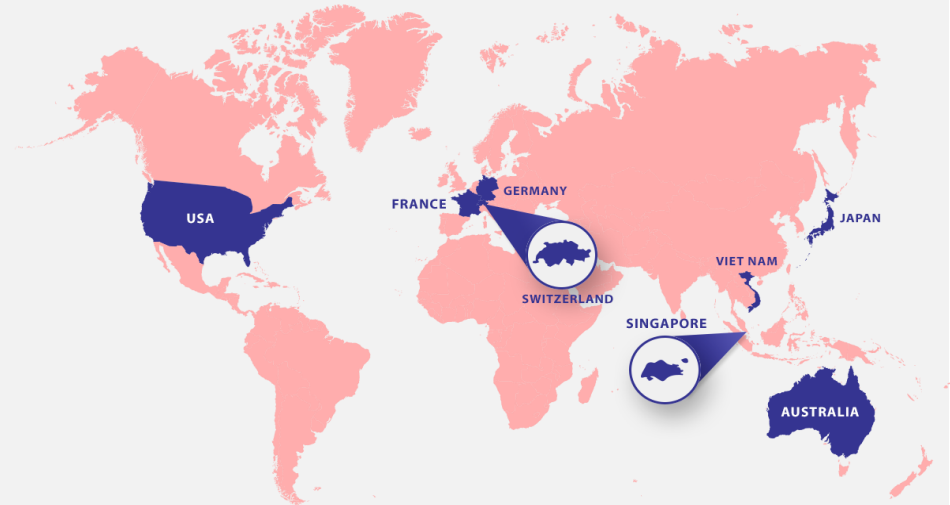 GERMANY
FRANCE
USA
JAPAN
VIET NAM
SWITZERLAND
SINGAPORE
AUSTRALIA